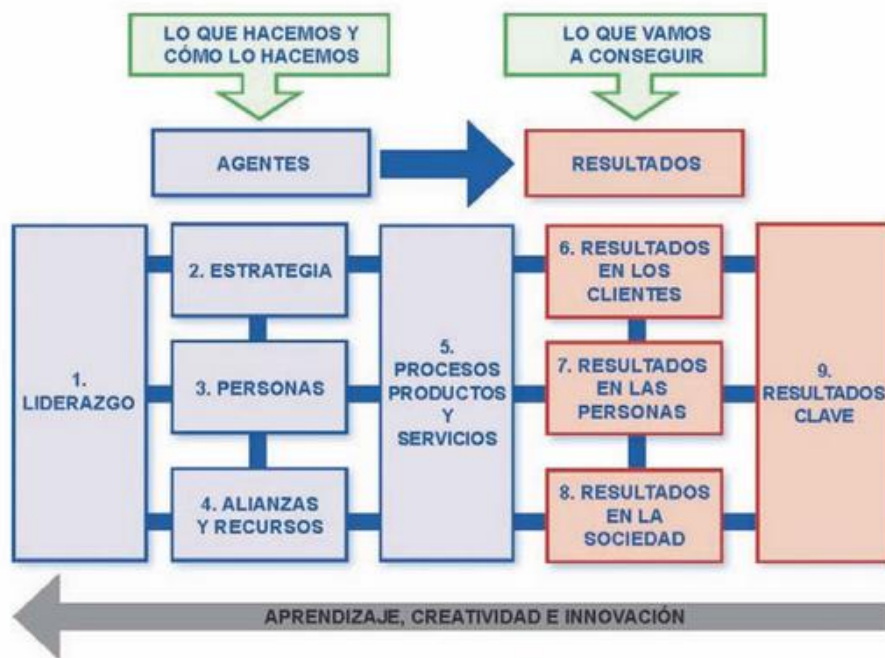 LO QUE HACEMOS Y
CÓMO LO HACEMOS
LO QUE VAMOS
A CONSEGUIR
AGENTES
RESULTADOS
1.
LIDERAZGO
2. ESTRATEGIA
3. PERSONAS
4. ALIANZAS
Y RECURSOS
5.
PROCESOS
PRODUCTOS
Y
SERVICIOS
6. RESULTADOS
EN LOS
CLIENTES
7. RESULTADOS
EN LAS
PERSONAS
8. RESULTADOS
EN LA
SOCIEDAD
9.
RESULTADOS
CLAVE
APRENDIZAJE, CREATIVIDAD E INNOVACIÓN